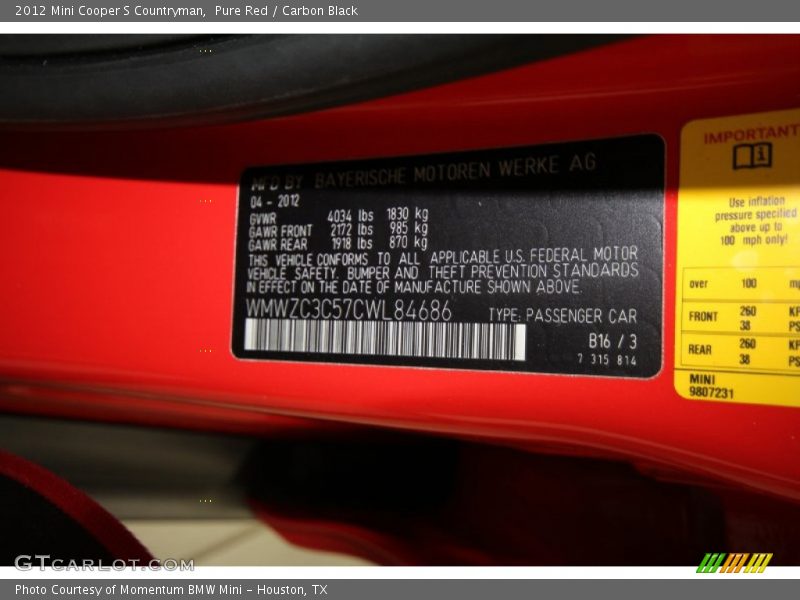 2012 Mini Cooper S Countryman,  Pure Red / Carbon Black
MFD BY BAYERISCHE MOTOREN WERKE AG
04 - 2012
GVWR 4034 lbs 1830 kg
GAWR FRONT 2172 lbs 985 kg
GAWR REAR 1918 lbs 870 kg
THIS VEHICLE CONFORMS TO ALL APPLICABLE U.S. FEDERAL MOTOR
VEHICLE SAFETY, BUMPER AND THEFT PREVENTION STANDARDS
IN EFFECT ON THE DATE OF MANUFACTURE SHOWN ABOVE.
WMWZC3C57CWL84686 TYPE: PASSENGER CAR
B16 / 3
7 315 814
IMPORTANT
Use inflation
pressure specified
above up to
100 mph only!
over 100 mp
FRONT 260 KP
38 PS
REAR 260 KP
38 PS
MINI
9807231
GTCARLOT.COM
Photo Courtesy of Momentum BMW Mini - Houston, TX